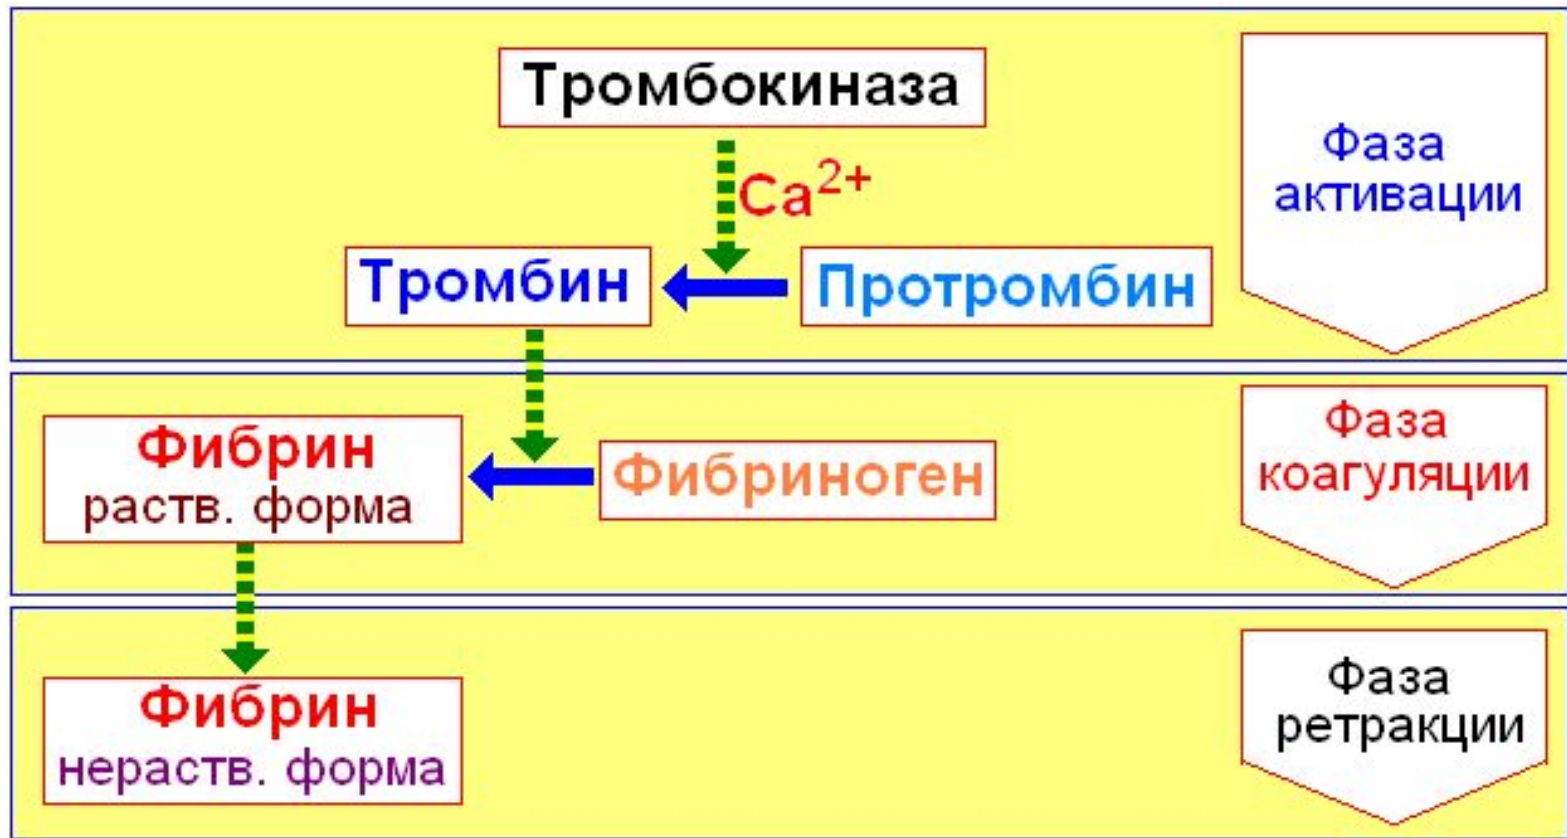 Тромбокиназа
Ca²⁺
Тромбин
Протромбин
Фаза
активации
Фибрин
раств. форма
Фибриноген
Фаза
коагуляции
Фибрин
нераств. форма
Фаза
ретракции